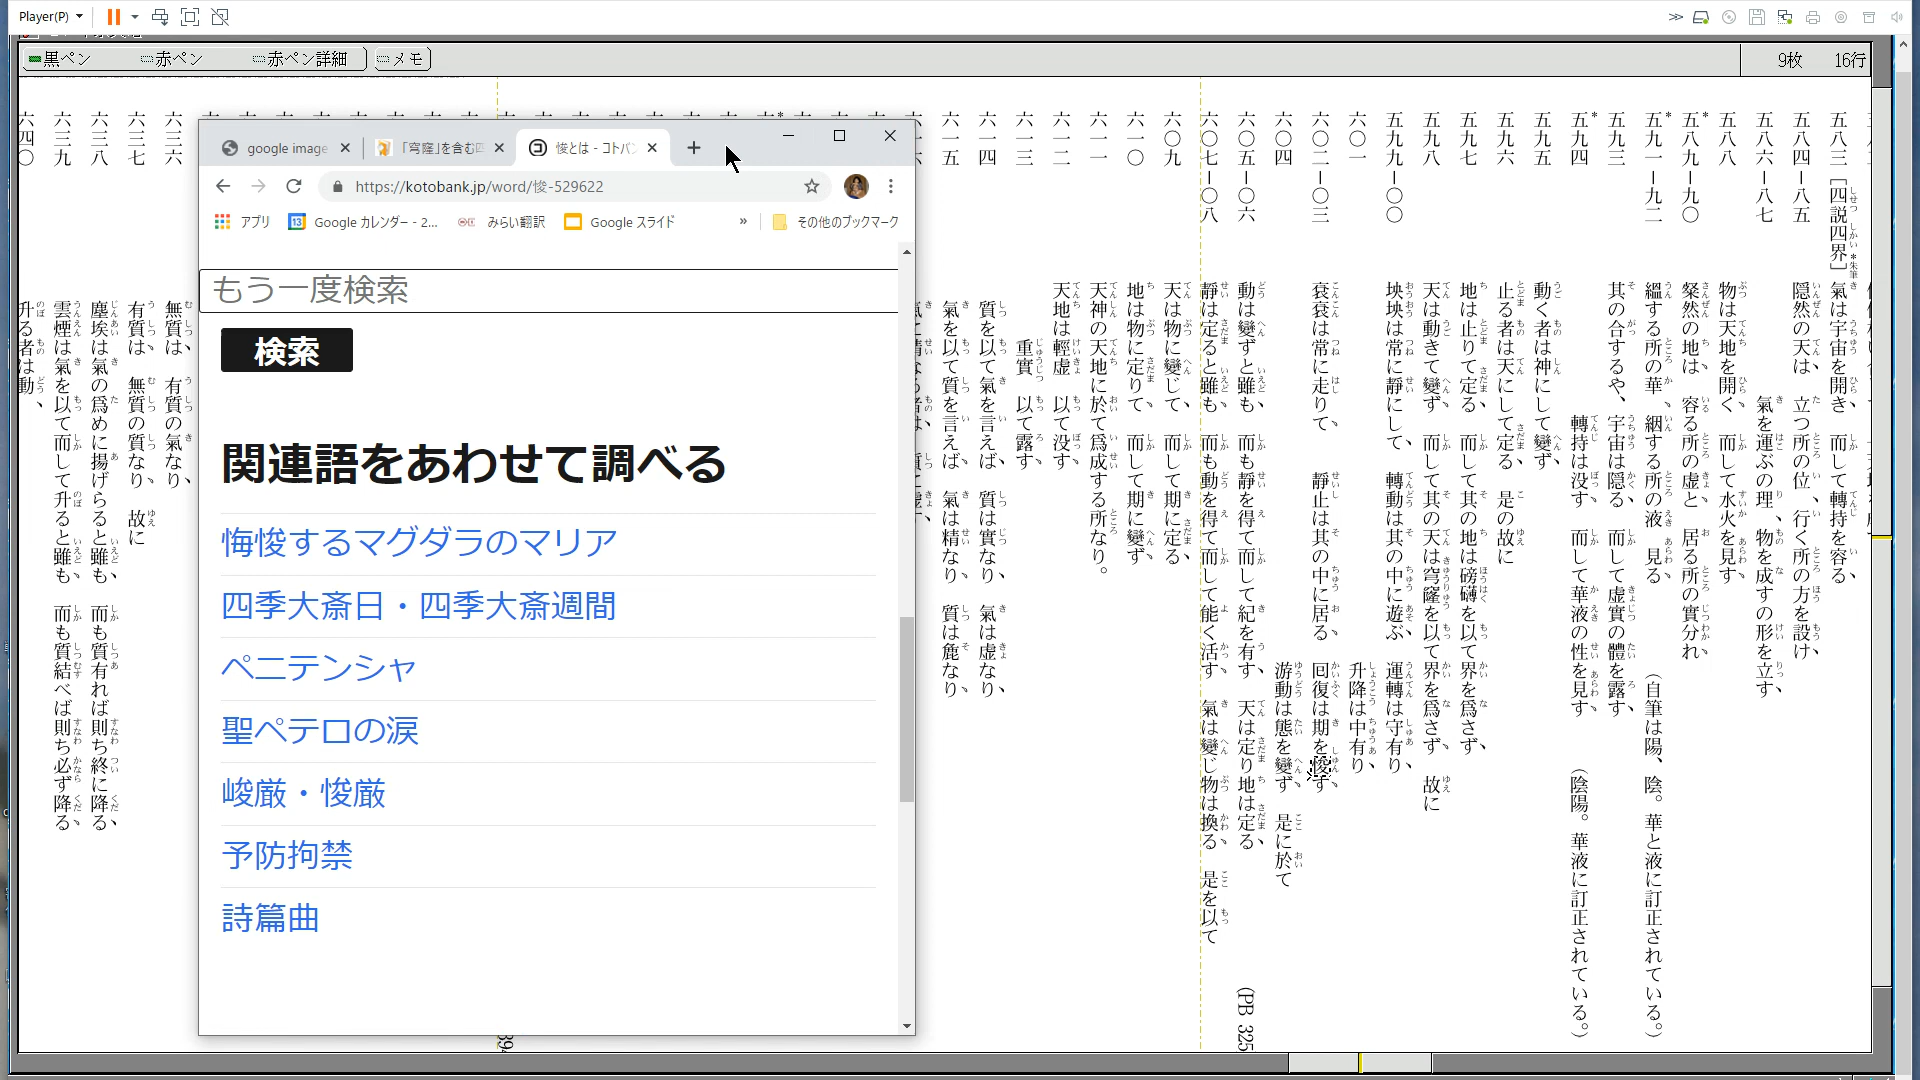 Player(P)
黒ペン
赤ペン
赤ペン詳細
メモ
9枚 16行
google image
「穹窿」を含む四
悛とは - コトバン
https://kotobank.jp/word/悛-529622
アプリ
Google カレンダー - 2...
みらい翻訳
Google スライド
»
その他のブックマーク
もう一度検索
検索
関連語をあわせて調べる
悔悛するマグダラのマリア
四季大斎日・四季大斎週間
ペニテンシャ
聖ペテロの涙
峻厳・悛厳
予防拘禁
詩篇曲
五八三 [四説四界] *朱筆 氣は宇宙を開き、而して轉持を容る、
五八四ー八五 隠然の天は、立つ所の位、行く所の方を設け、
五八六ー八七 氣を運ぶの理、物を成すの形を立す、
五八八 物は天地を開く、而して水火を見す、
五八九ー九〇* 粲然の地は、容る所の虚と、居る所の實分れ、
五九一ー九二* 繼する所の華、絪する所の液、見る、 (自筆は陽、陰。華と液に訂正されている。)
五九三 其の合するや、宇宙は隠る、而して虚實の體を露す、
五九四* 轉持は没す、而して華液の性を見す、 (陰陽。華液に訂正されている。)
五九五 動く者は神にして變ず、
五九六 止る者は天にして定る、是の故に
五九七 地は止りて定る、而して其の地は磅礴を以て界を爲さず、
五九八 天は動きて變ず、而して其の天は穹窿を以て界を爲さず、故に
五九九ー〇〇 坱坱は常に靜にして、轉動は其の中に遊ぶ、運轉は守有り、
六〇一 升降は中有り、
六〇二ー〇三 袞袞は常に走りて、靜止は其の中に居る、回復は期を悛す、
六〇四 游動は態を變ず、是に於て
六〇五ー〇六 動は變ずと雖も、而も靜を得て而して紀を有す、天は定り地は定る、 (PB 325
六〇七ー〇八 靜は定ると雖も、而も動を得て而して能く活す、氣は變じ物は換る、是を以て
六〇九 天は物に變じて、而して期に定る、
六一〇 地は物に定りて、而して期に變ず、
六一一 天神の天地に於て爲成する所なり。
六一二 天地は輕虚、以て没す、
六一三 重實、以て露す、
六一四 質を以て氣を言えば、質は實なり、氣は虚なり、
六一五 氣を以て質を言えば、氣は精なり、質は麁なり、
六三六 無質は、有質の氣なり、
六三七 有質は、無質の質なり、故に
六三八 塵埃は氣の爲めに揚げらると雖も、而も質有れば則ち終に降る、
六三九 雲煙は氣を以て而して升ると雖も、而も質結べば則ち必ず降る、
六四〇 升る者は動、